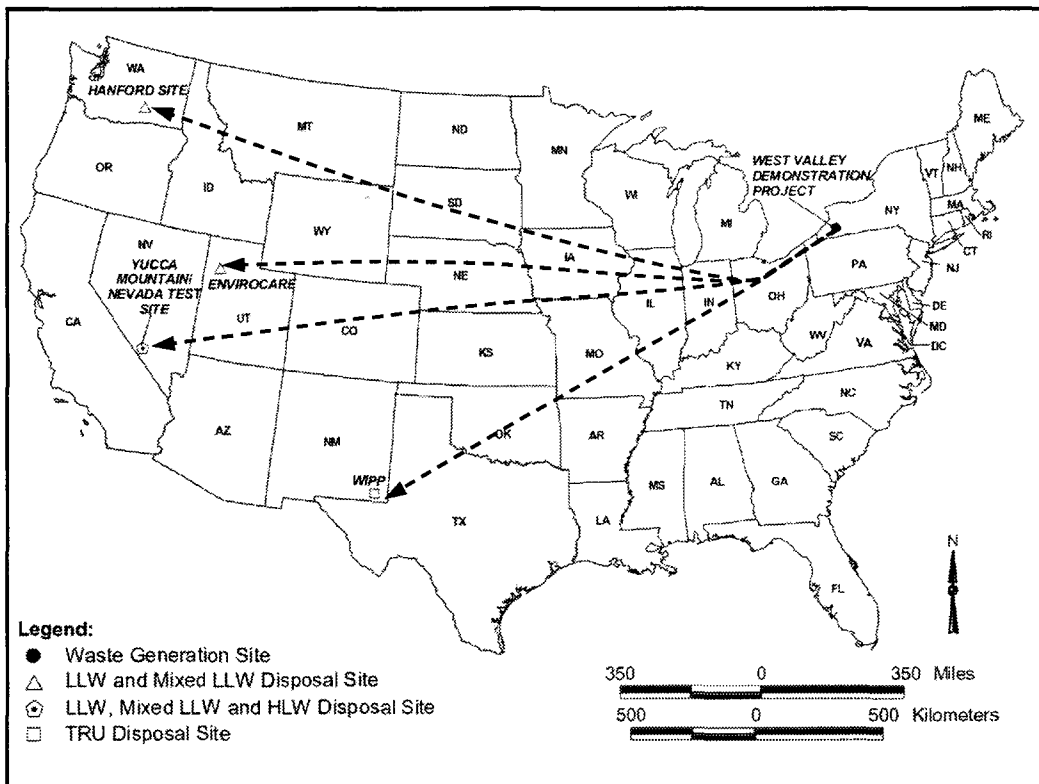 WA
HANFORD SITE
MT
ND
MN
ME
OR
ID
SD
WI
MI
WEST VALLEY
DEMONSTRATION
PROJECT
VT
NH
NY
MA
RI
CT
WY
NV
YUCCA
MOUNTAIN/
NEVADA TEST
SITE
ENVIROCARE
NE
IA
IL
IN
OH
PA
NJ
DE
MD
DC
CA
UT
CO
KS
MO
KY
WV
VA
AZ
NM
OK
AR
TN
NC
SC
WIPP
TX
LA
MS
AL
GA
FL
N
Legend:
Waste Generation Site
LLW and Mixed LLW Disposal Site
LLW, Mixed LLW and HLW Disposal Site
TRU Disposal Site
350 0 350 Miles
500 0 500 Kilometers